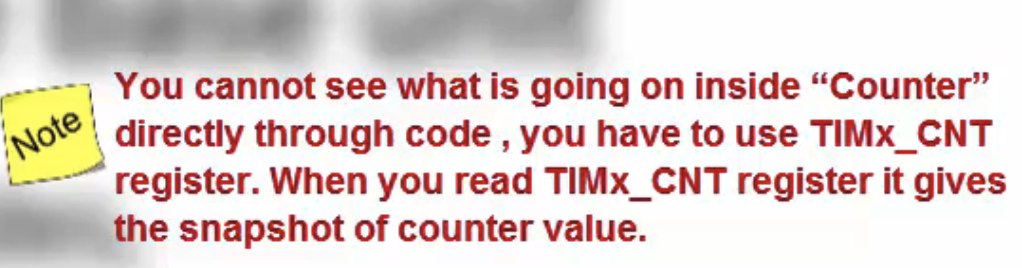 Note
You cannot see what is going on inside “Counter”
directly through code , you have to use TIMx_CNT
register. When you read TIMx_CNT register it gives
the snapshot of counter value.